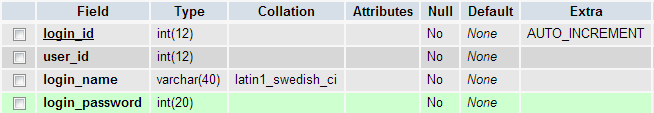 Field Type Collation Attributes Null Default Extra
login_id int(12) No None AUTO_INCREMENT
user_id int(12) No None
login_name varchar(40) latin1_swedish_ci No None
login_password int(20) No None